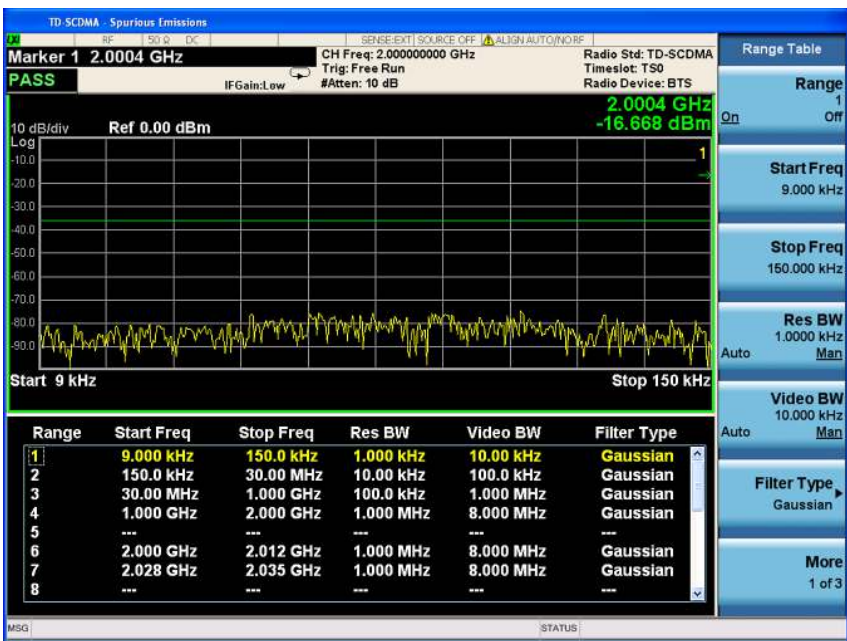 TD-SCDMA - Spurious Emissions
LXI RF 50 Ω DC SENSE:EXT SOURCE OFF ALIGN AUTO/NO RF
Marker 1 2.0004 GHz
CH Freq: 2.000000000 GHz
Radio Std: TD-SCDMA
Trig: Free Run
Timeslot: TS0
PASS
IFGain:Low
#Atten: 10 dB
Radio Device: BTS
2.0004 GHz
-16.668 dBm
10 dB/div Ref 0.00 dBm
Log
1
-10.0
-20.0
-30.0
-40.0
-50.0
-60.0
-70.0
-80.0
-90.0
Start 9 kHz Stop 150 kHz
Range Start Freq Stop Freq Res BW Video BW Filter Type
1 9.000 kHz 150.0 kHz 1.000 kHz 10.00 kHz Gaussian
2 150.0 kHz 30.00 MHz 10.00 kHz 100.0 kHz Gaussian
3 30.00 MHz 1.000 GHz 100.0 kHz 1.000 MHz Gaussian
4 1.000 GHz 2.000 GHz 1.000 MHz 8.000 MHz Gaussian
5 --- --- --- --- ---
6 2.000 GHz 2.012 GHz 1.000 MHz 8.000 MHz Gaussian
7 2.028 GHz 2.035 GHz 1.000 MHz 8.000 MHz Gaussian
8 --- --- --- --- ---
MSG STATUS
Range Table
Range
1
On Off
Start Freq
9.000 kHz
Stop Freq
150.000 kHz
Res BW
1.0000 kHz
Auto Man
Video BW
10.000 kHz
Auto Man
Filter Type
Gaussian
More
1 of 3